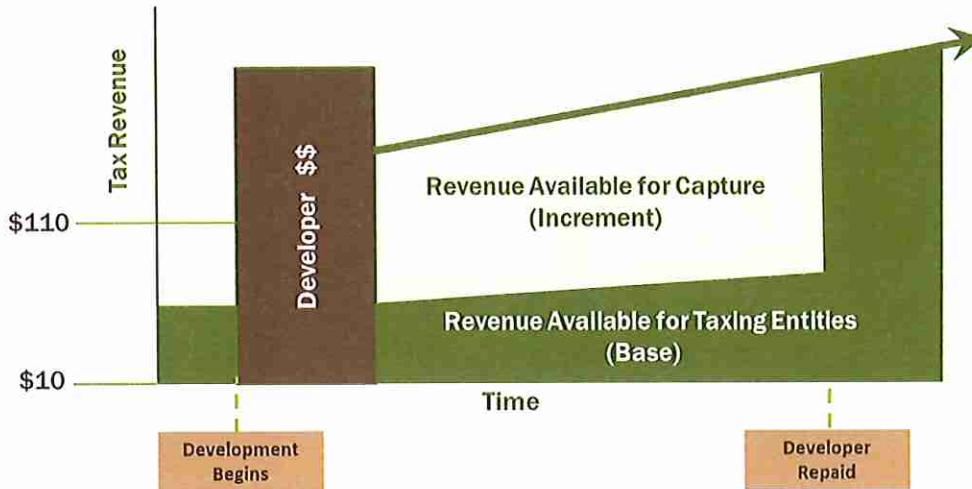 Tax Revenue
$110
$10
Developer $$
Revenue Available for Capture
(Increment)
Revenue Available for Taxing Entities
(Base)
Time
Development
Begins
Developer
Repaid